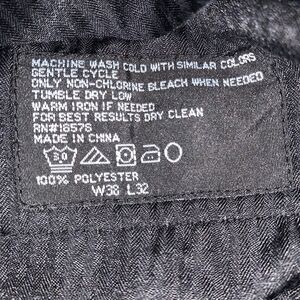 MACHINE WASH COLD WITH SIMILAR COLORS
GENTLE CYCLE
ONLY NON-CHLORINE BLEACH WHEN NEEDED
TUMBLE DRY LOW
WARM IRON IF NEEDED
FOR BEST RESULTS DRY CLEAN
RN#16578
MADE IN CHINA
30
100% POLYESTER
W38 L32